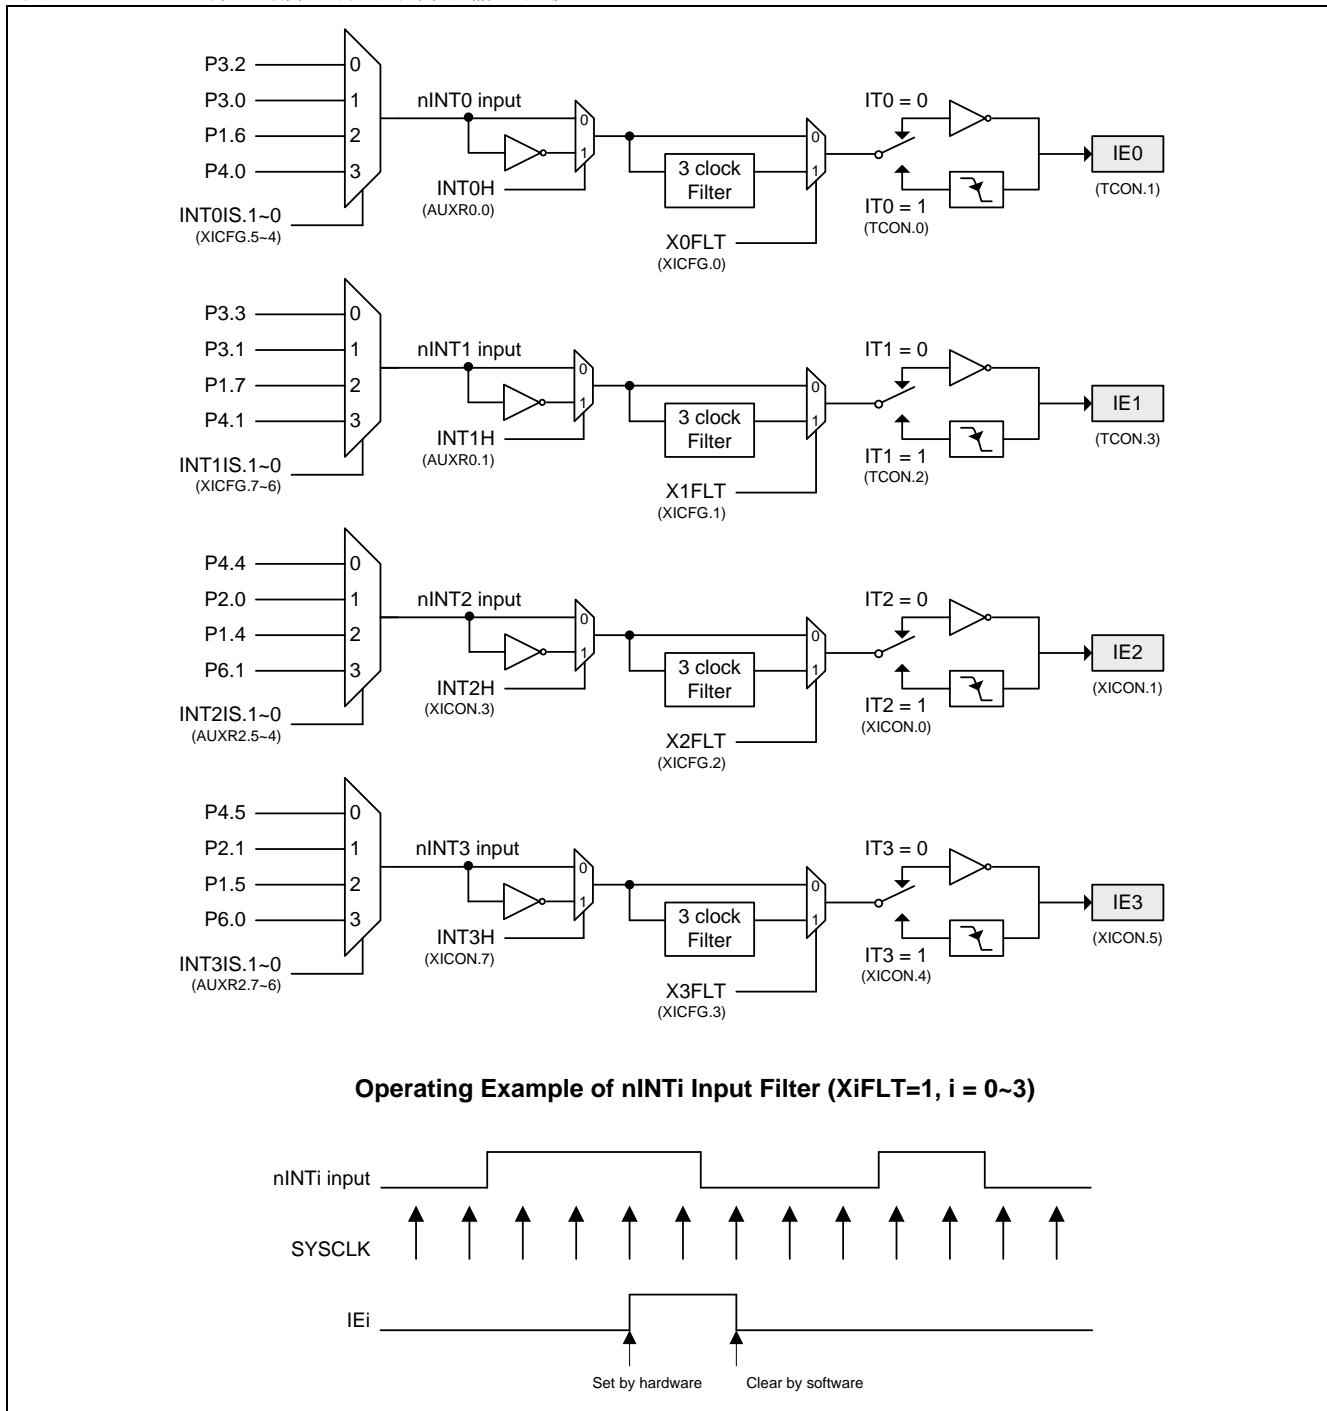 P3.2
0
P3.0
1
P1.6
2
P4.0
3
INT0IS.1~0
(XICFG.5~4)
nINT0 input
0
1
INT0H
(AUXR0.0)
3 clock
Filter
0
1
X0FLT
(XICFG.0)
IT0 = 0
IT0 = 1
(TCON.0)
IE0
(TCON.1)
P3.3
0
P3.1
1
P1.7
2
P4.1
3
INT1IS.1~0
(XICFG.7~6)
nINT1 input
0
1
INT1H
(AUXR0.1)
3 clock
Filter
0
1
X1FLT
(XICFG.1)
IT1 = 0
IT1 = 1
(TCON.2)
IE1
(TCON.3)
P4.4
0
P2.0
1
P1.4
2
P6.1
3
INT2IS.1~0
(AUXR2.5~4)
nINT2 input
0
1
INT2H
(XICON.3)
3 clock
Filter
0
1
X2FLT
(XICFG.2)
IT2 = 0
IT2 = 1
(XICON.0)
IE2
(XICON.1)
P4.5
0
P2.1
1
P1.5
2
P6.0
3
INT3IS.1~0
(AUXR2.7~6)
nINT3 input
0
1
INT3H
(XICON.7)
3 clock
Filter
0
1
X3FLT
(XICFG.3)
IT3 = 0
IT3 = 1
(XICON.4)
IE3
(XICON.5)
Operating Example of nINTi Input Filter (XiFLT=1, i = 0~3)
nINTi input
SYSCLK
IEi
Set by hardware
Clear by software